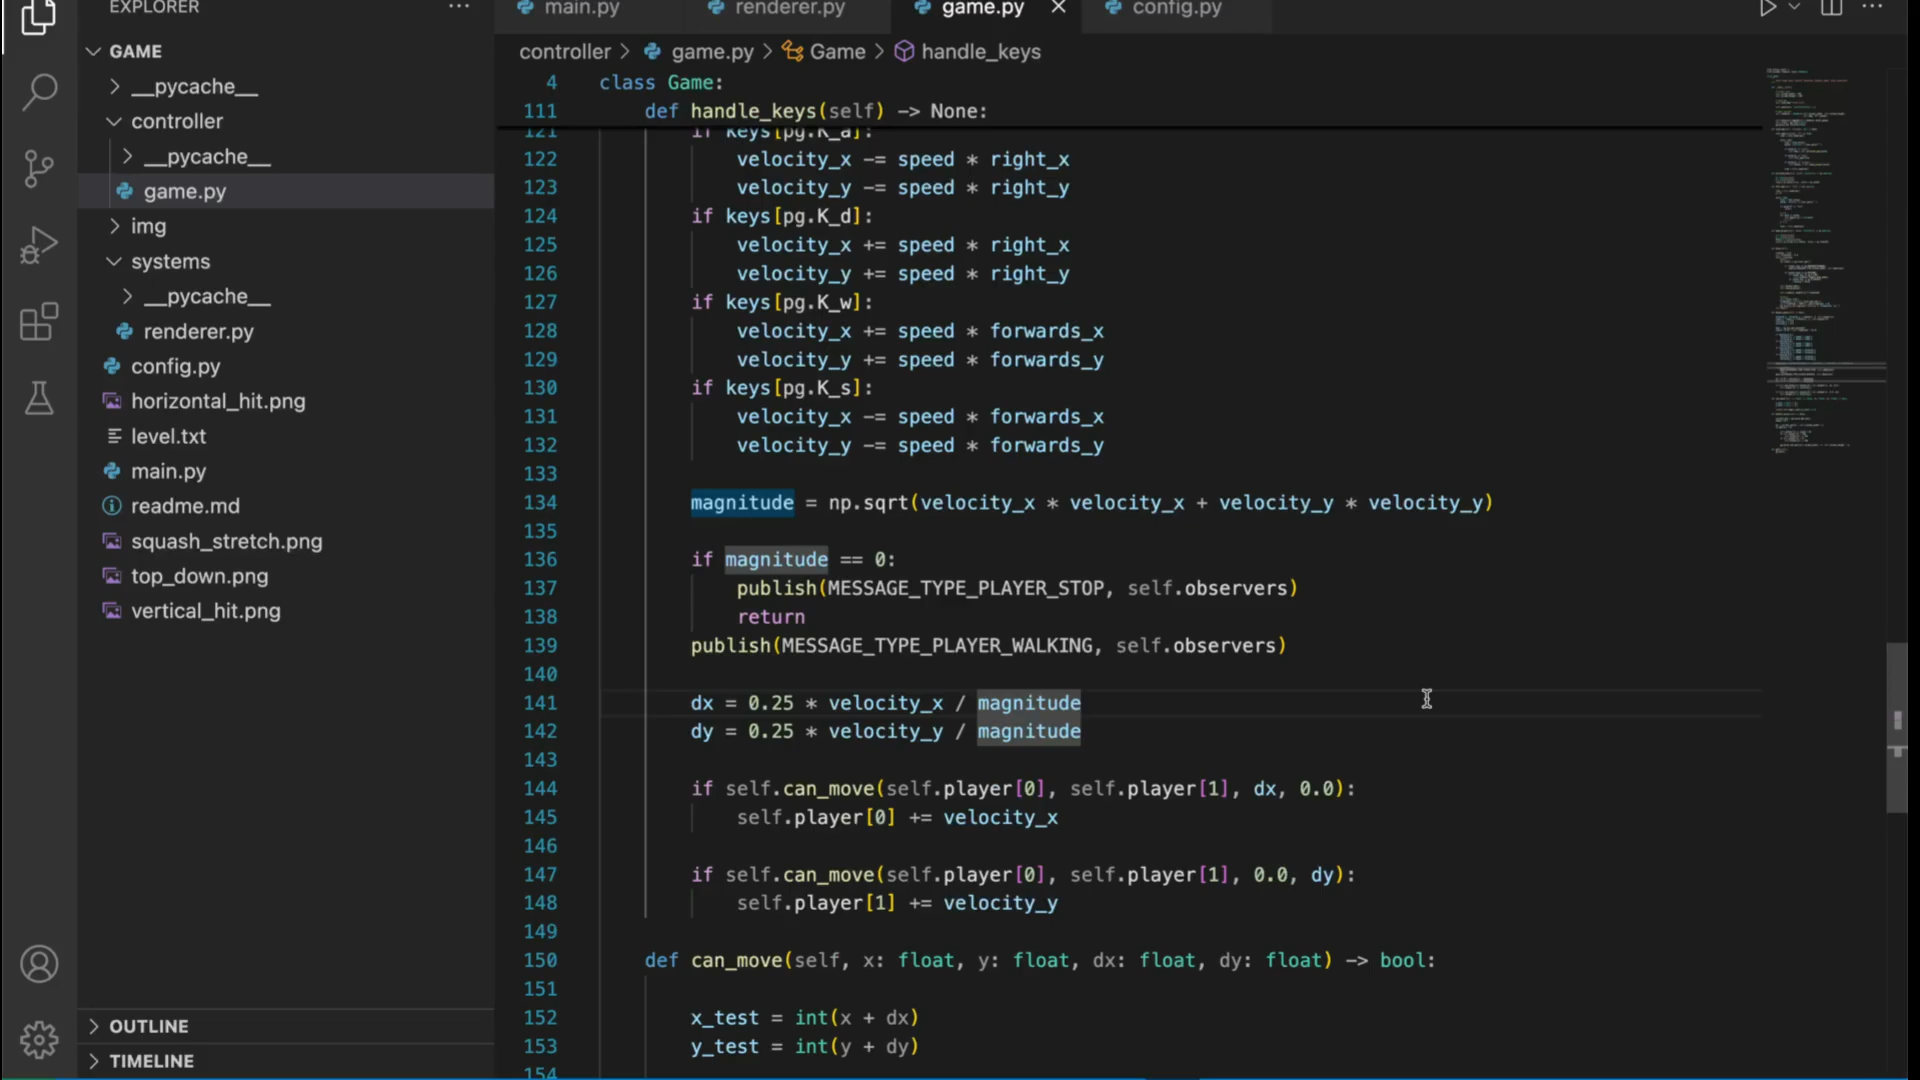 EXPLORER
GAME
__pycache__
controller
__pycache__
game.py
img
systems
__pycache__
renderer.py
config.py
horizontal_hit.png
level.txt
main.py
readme.md
squash_stretch.png
top_down.png
vertical_hit.png
OUTLINE
TIMELINE
main.py renderer.py game.py config.py
controller > game.py > Game > handle_keys
4 class Game:
111 def handle_keys(self) -> None:
121 if keys[pg.K_a]:
122 velocity_x -= speed * right_x
123 velocity_y -= speed * right_y
124 if keys[pg.K_d]:
125 velocity_x += speed * right_x
126 velocity_y += speed * right_y
127 if keys[pg.K_w]:
128 velocity_x += speed * forwards_x
129 velocity_y += speed * forwards_y
130 if keys[pg.K_s]:
131 velocity_x -= speed * forwards_x
132 velocity_y -= speed * forwards_y
133
134 magnitude = np.sqrt(velocity_x * velocity_x + velocity_y * velocity_y)
135
136 if magnitude == 0:
137 publish(MESSAGE_TYPE_PLAYER_STOP, self.observers)
138 return
139 publish(MESSAGE_TYPE_PLAYER_WALKING, self.observers)
140
141 dx = 0.25 * velocity_x / magnitude
142 dy = 0.25 * velocity_y / magnitude
143
144 if self.can_move(self.player[0], self.player[1], dx, 0.0):
145 self.player[0] += velocity_x
146
147 if self.can_move(self.player[0], self.player[1], 0.0, dy):
148 self.player[1] += velocity_y
149
150 def can_move(self, x: float, y: float, dx: float, dy: float) -> bool:
151
152 x_test = int(x + dx)
153 y_test = int(y + dy)
154